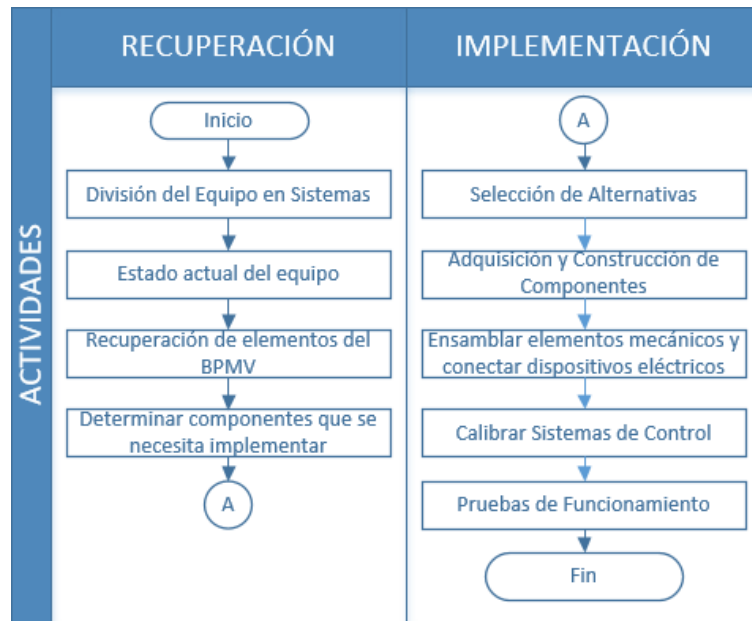 RECUPERACIÓN
IMPLEMENTACIÓN
ACTIVIDADES
Inicio
División del Equipo en Sistemas
Estado actual del equipo
Recuperación de elementos del
BPMV
Determinar componentes que se
necesita implementar
A
A
Selección de Alternativas
Adquisición y Construcción de
Componentes
Ensamblar elementos mecánicos y
conectar dispositivos eléctricos
Calibrar Sistemas de Control
Pruebas de Funcionamiento
Fin